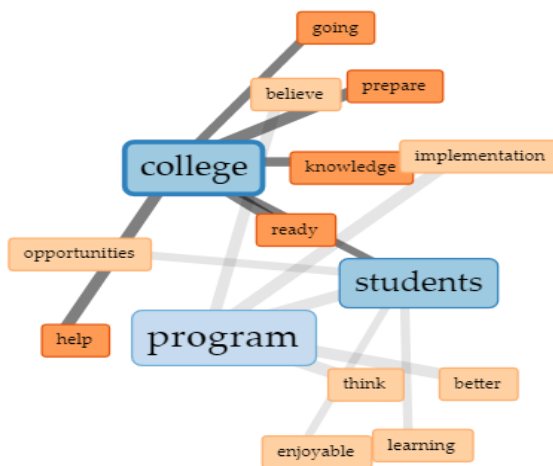 going
believe
prepare
college
knowledge
implementation
ready
opportunities
students
program
help
think
better
enjoyable
learning